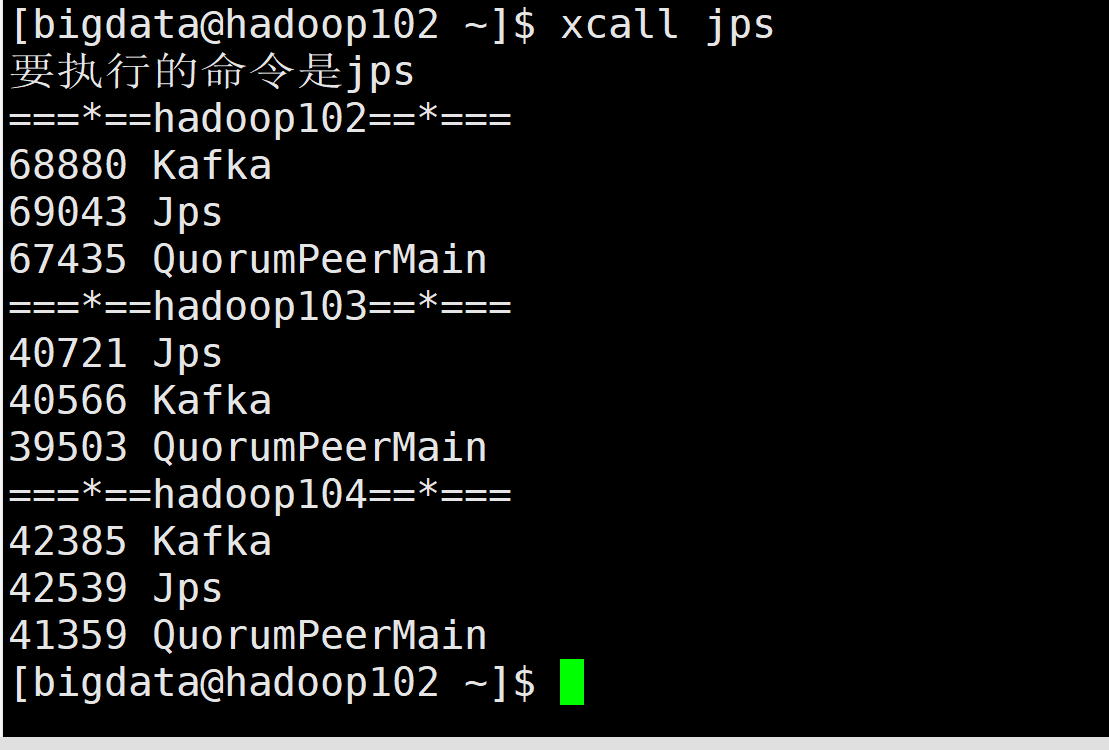 [bigdata@hadoop102 ~]$ xcall jps
要执行的命令是jps
===*==hadoop102==*===
68880 Kafka
69043 Jps
67435 QuorumPeerMain
===*==hadoop103==*===
40721 Jps
40566 Kafka
39503 QuorumPeerMain
===*==hadoop104==*===
42385 Kafka
42539 Jps
41359 QuorumPeerMain
[bigdata@hadoop102 ~]$